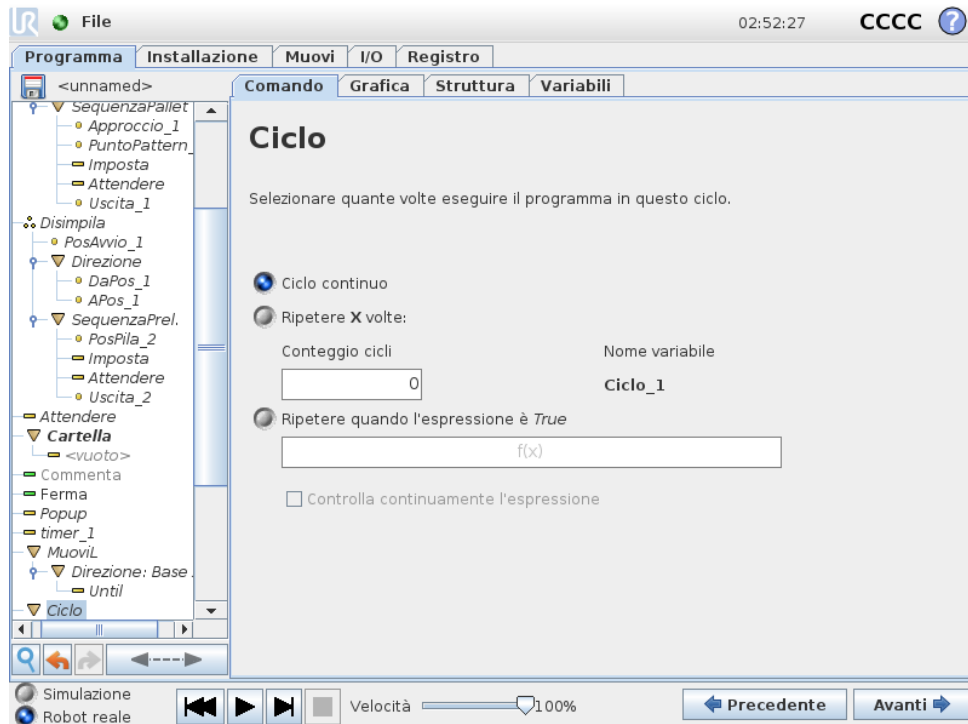 UR File 02:52:27 CCCC ?
Programma Installazione Muovi I/O Registro
<unnamed>
Comando Grafica Struttura Variabili
SequenzaPallet
Approccio_1
PuntoPattern_
Imposta
Attendere
Uscita_1
Disimpila
PosAvvio_1
Direzione
DaPos_1
APos_1
SequenzaPrel.
PosPila_2
Imposta
Attendere
Uscita_2
Attendere
Cartella
<vuoto>
Commenta
Ferma
Popup
timer_1
MuoviL
Direzione: Base
Until
Ciclo
Ciclo
Selezionare quante volte eseguire il programma in questo ciclo.
Ciclo continuo
Ripetere X volte:
Conteggio cicli Nome variabile
0 Ciclo_1
Ripetere quando l'espressione è True
f(x)
Controlla continuamente l'espressione
Simulazione
Robot reale
Velocità 100%
Precedente Avanti